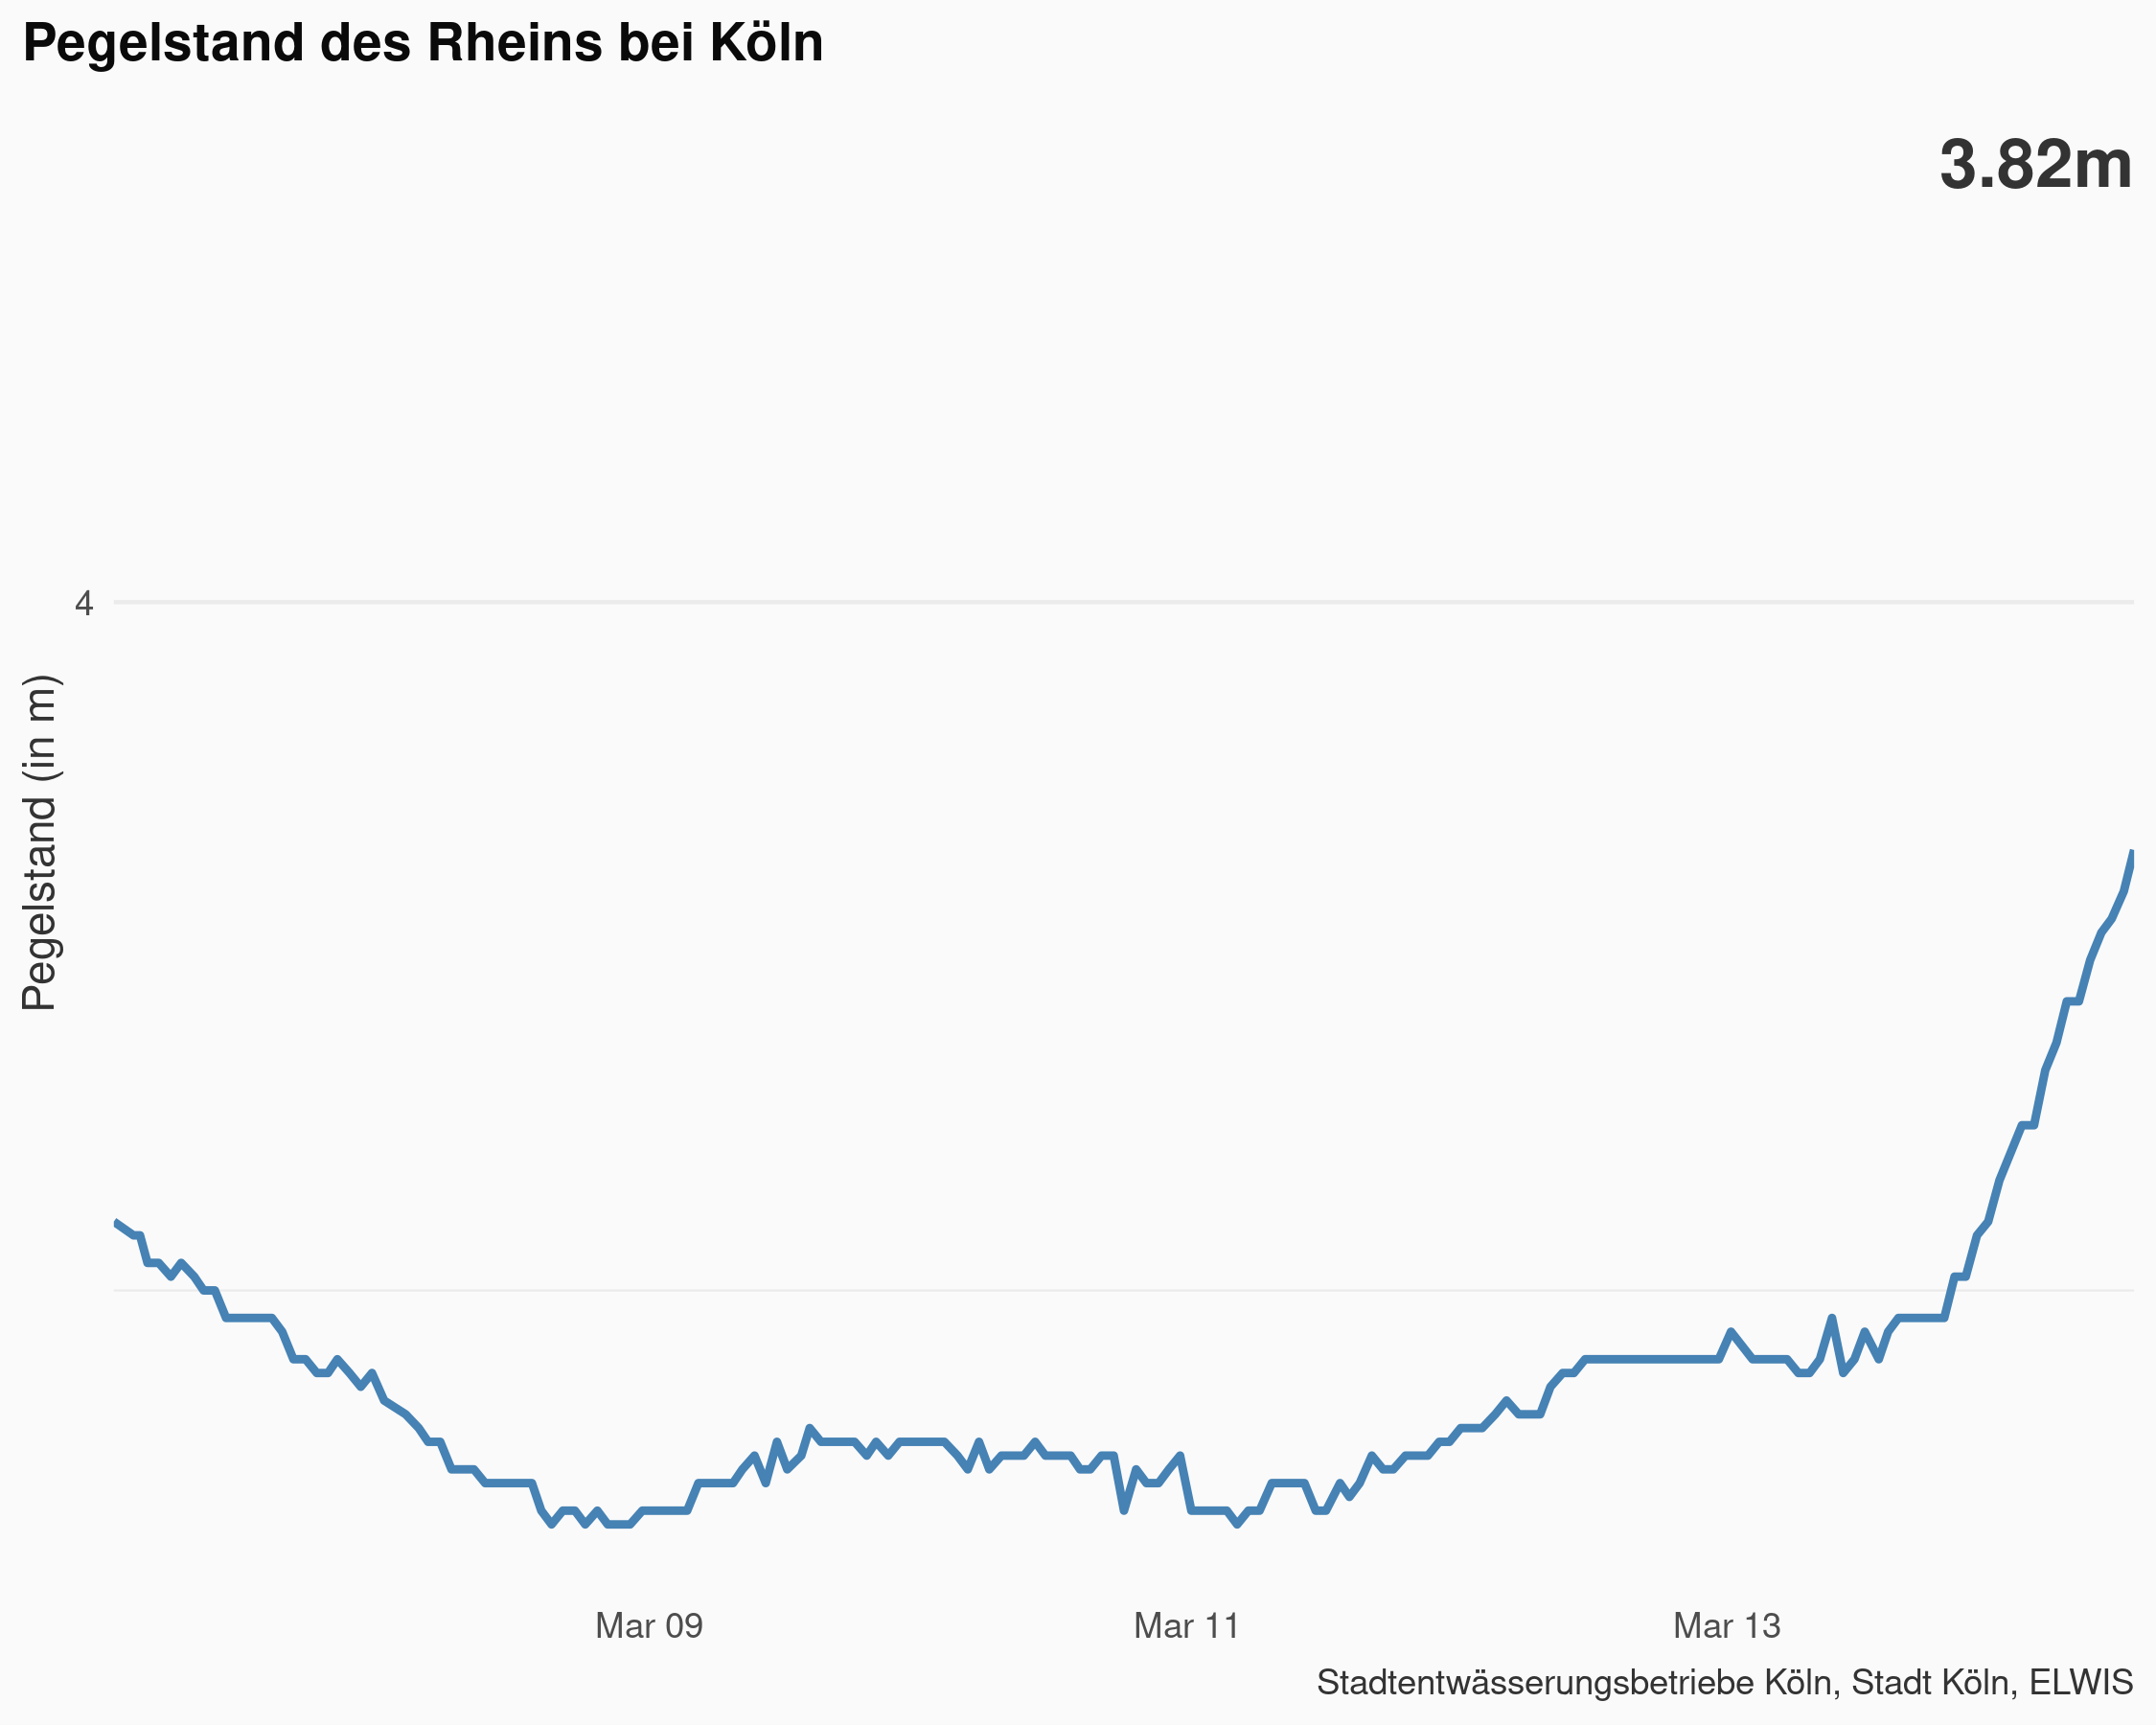 Pegelstand des Rheins bei Köln
3.82m
4
Pegelstand (in m)
Mar 09
Mar 11
Mar 13
Stadtentwässerungsbetriebe Köln, Stadt Köln, ELWIS